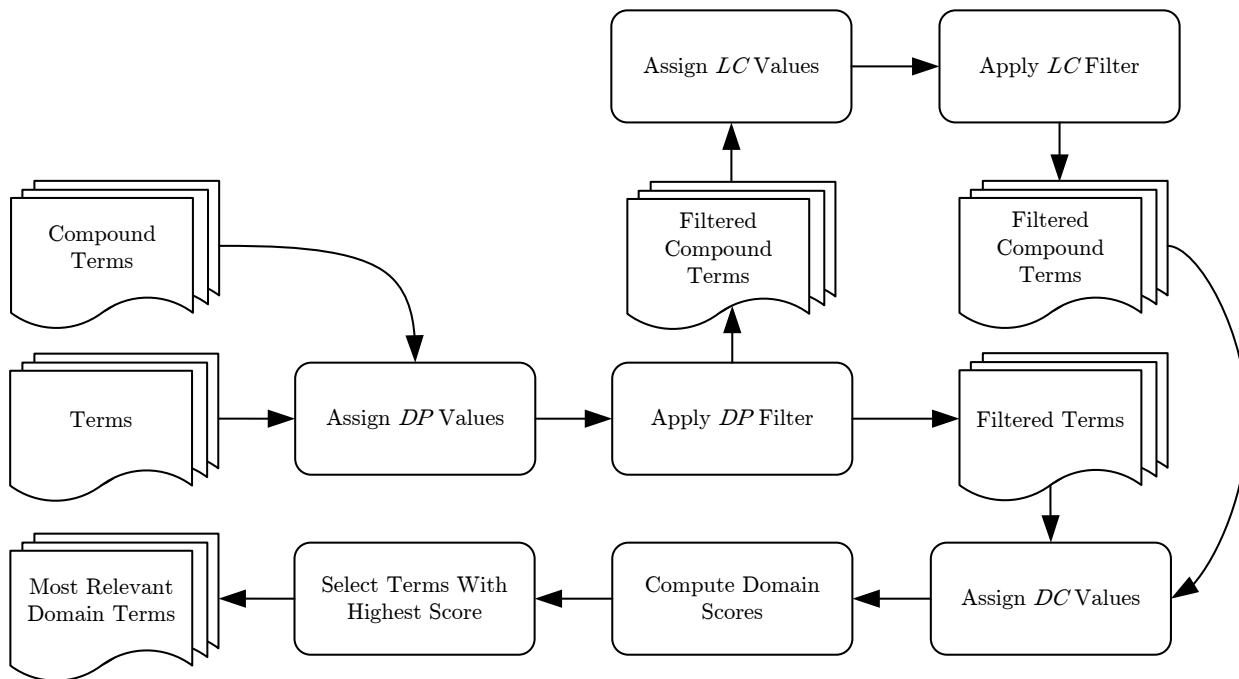 Assign LC Values
Apply LC Filter
Compound
Terms
Filtered
Compound
Terms
Filtered
Compound
Terms
Terms
Assign DP Values
Apply DP Filter
Filtered Terms
Most Relevant
Domain Terms
Select Terms With
Highest Score
Compute Domain
Scores
Assign DC Values